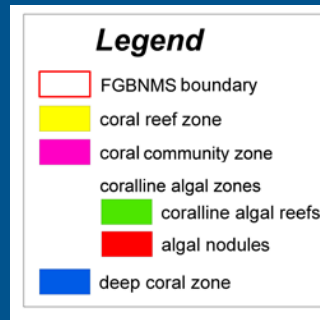 Legend
FGBNMS boundary
coral reef zone
coral community zone
coralline algal zones
coralline algal reefs
algal nodules
deep coral zone